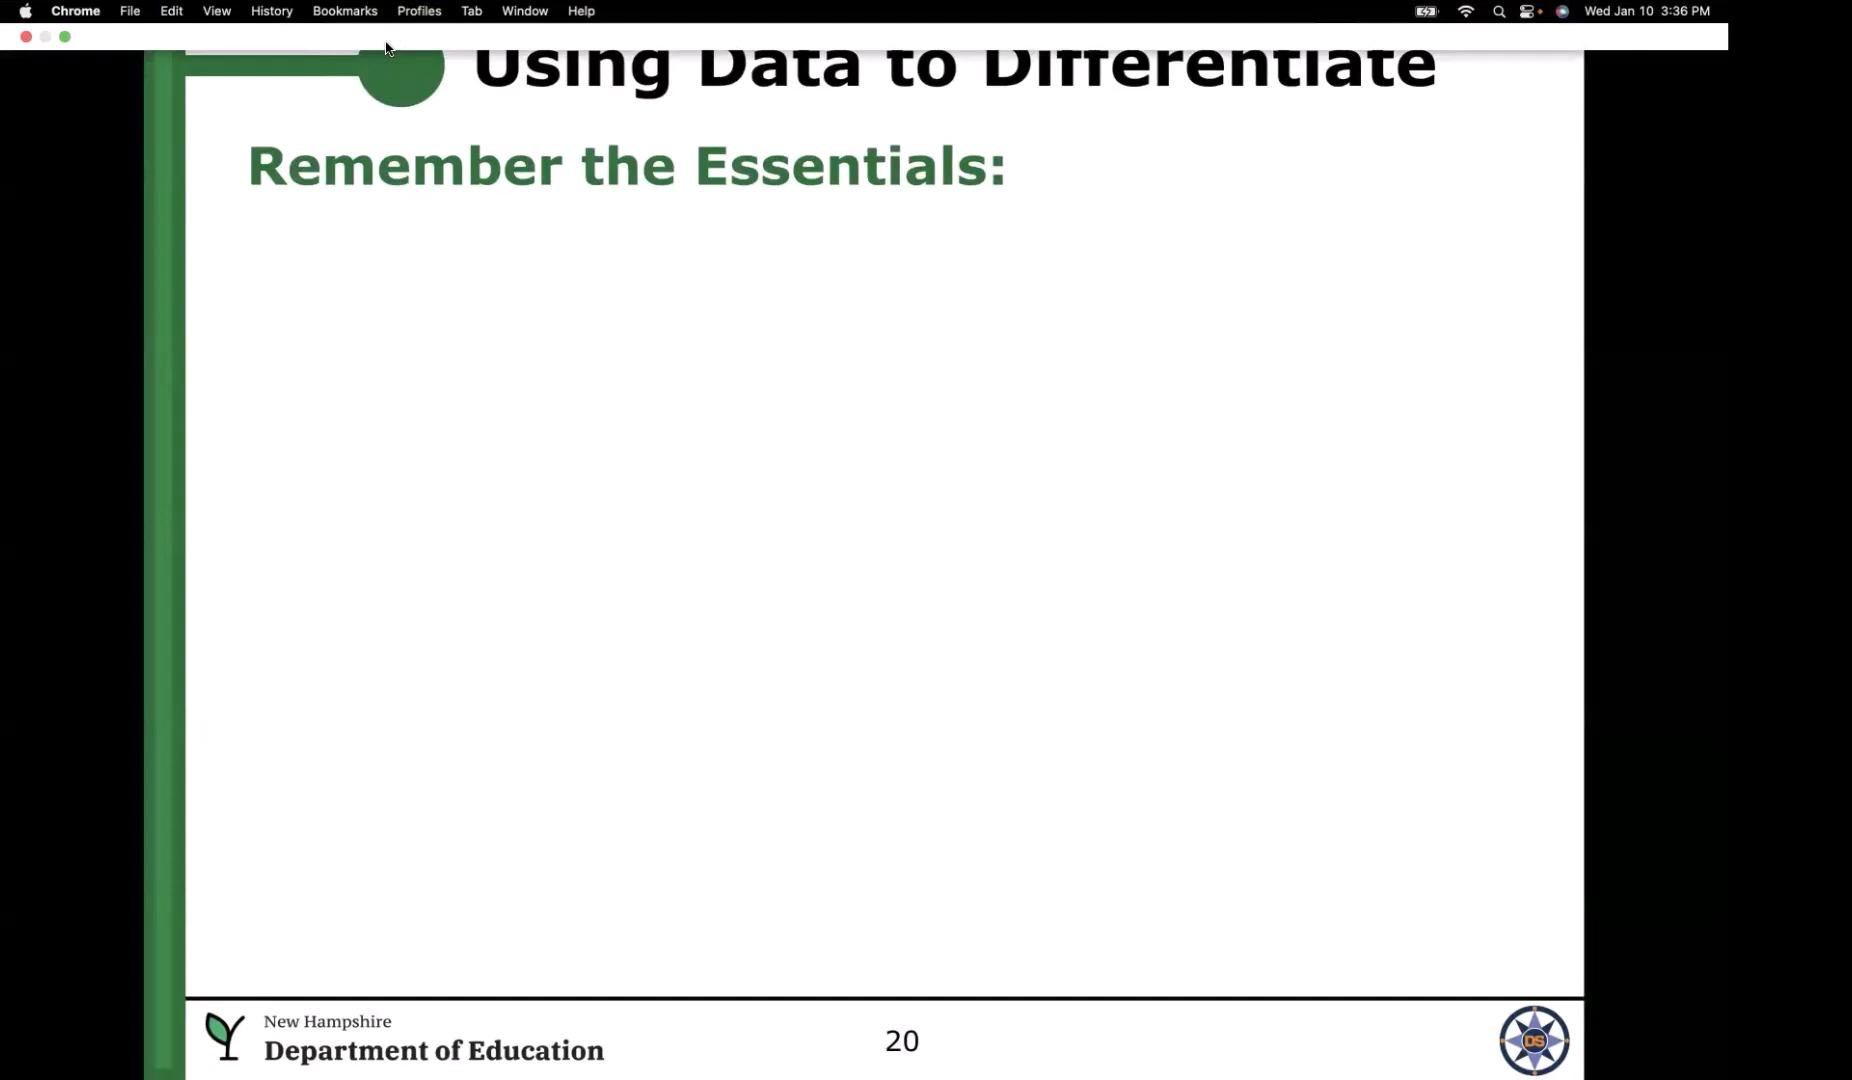 Chrome File Edit View History Bookmarks Profiles Tab Window Help Wed Jan 10 3:36 PM
Using Data to Differentiate
Remember the Essentials:
New Hampshire
Department of Education
20
DS